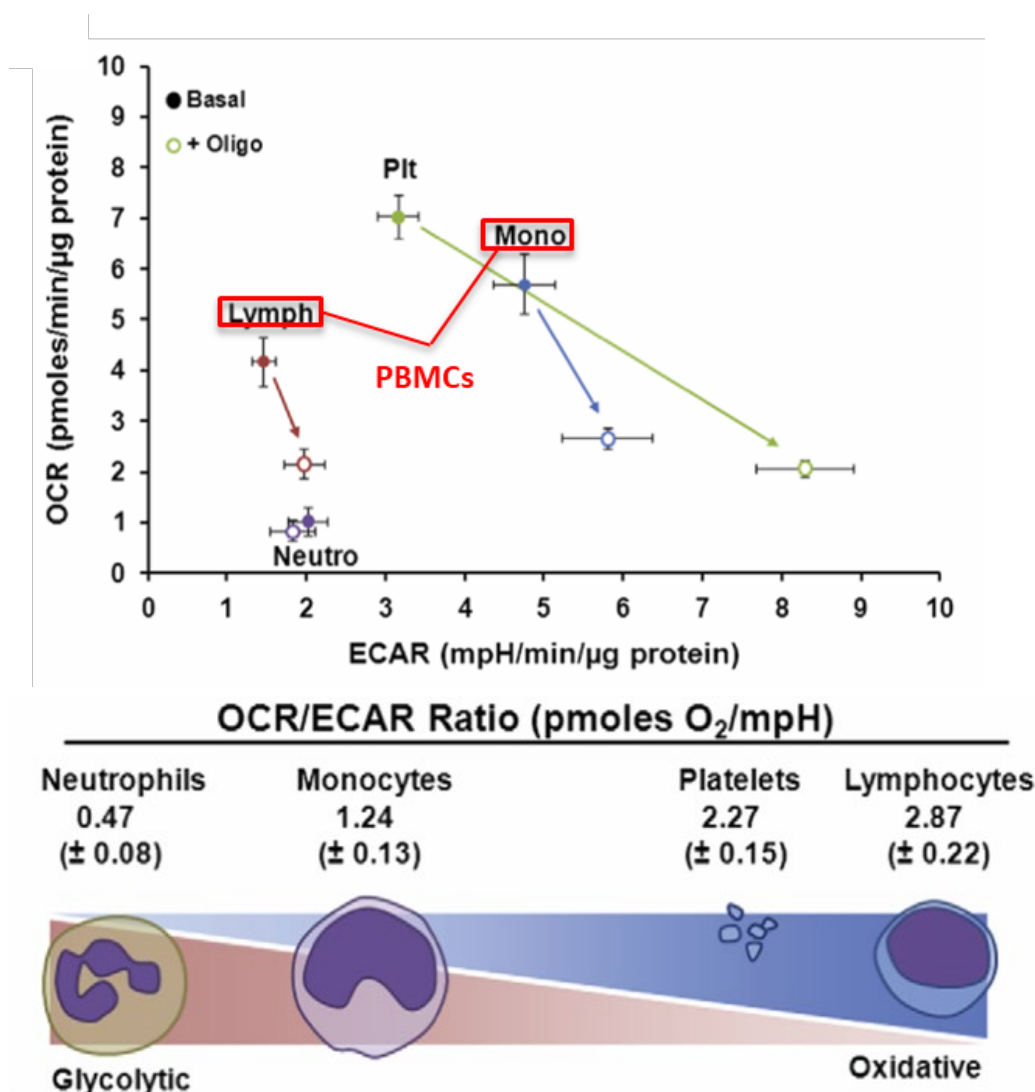 10
9
8
7
6
5
4
3
2
1
0
OCR (pmoles/min/µg protein)
Basal
+ Oligo
Plt
Mono
Lymph
PBMCs
Neutro
0 1 2 3 4 5 6 7 8 9 10
ECAR (mpH/min/µg protein)
OCR/ECAR Ratio (pmoles O₂/mpH)
Neutrophils Monocytes Platelets Lymphocytes
0.47 1.24 2.27 2.87
(± 0.08) (± 0.13) (± 0.15) (± 0.22)
Glycolytic Oxidative